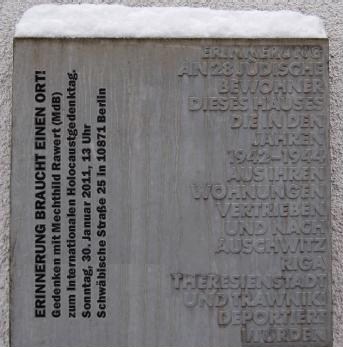 ERINNERUNG BRAUCHT EINEN ORT!
Gedenken mit Mechthild Rawert (MdB)
zum Internationalen Holocaustgedenktag.
Sonntag, 30. Januar 2011, 13 Uhr
Schwäbische Straße 25 in 10871 Berlin
ERINNERUNG
AN 28 JÜDISCHE
BEWOHNER
DIESES HAUSES
DIE IN DEN
JAHREN
1942–1944
AUS IHREN
WOHNUNGEN
VERTRIEBEN
UND NACH
AUSCHWITZ
RIGA
THERESIENSTADT
UND TRAWNIKI
DEPORTIERT
WURDEN